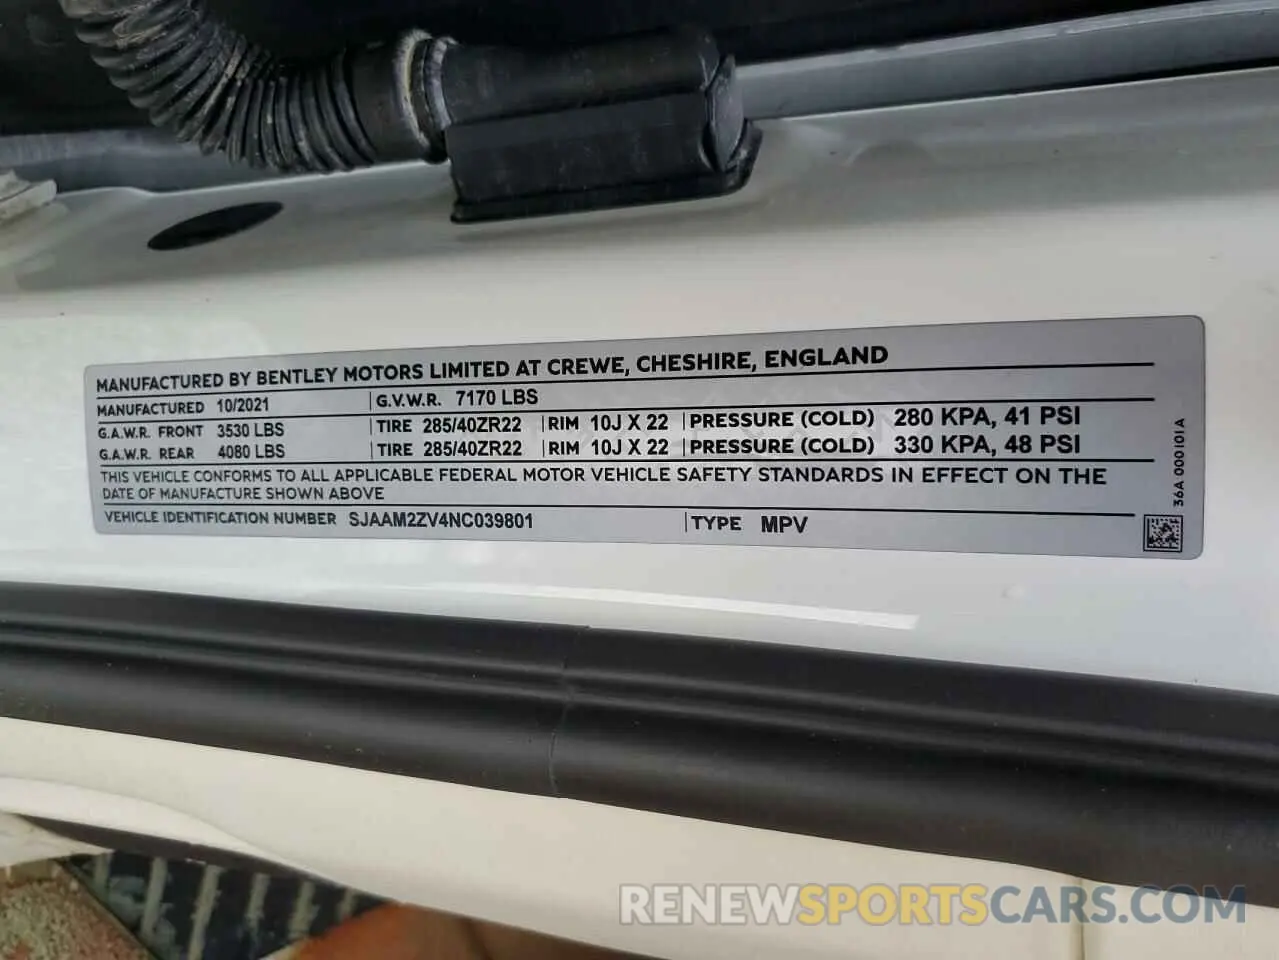 MANUFACTURED BY BENTLEY MOTORS LIMITED AT CREWE, CHESHIRE, ENGLAND
MANUFACTURED 10/2021 G.V.W.R. 7170 LBS
G.A.W.R. FRONT 3530 LBS TIRE 285/40ZR22 RIM 10J X 22 PRESSURE (COLD) 280 KPA, 41 PSI
G.A.W.R. REAR 4080 LBS TIRE 285/40ZR22 RIM 10J X 22 PRESSURE (COLD) 330 KPA, 48 PSI
THIS VEHICLE CONFORMS TO ALL APPLICABLE FEDERAL MOTOR VEHICLE SAFETY STANDARDS IN EFFECT ON THE
DATE OF MANUFACTURE SHOWN ABOVE
VEHICLE IDENTIFICATION NUMBER SJAAM2ZV4NC039801 TYPE MPV
36A 000101A
RENEWSPORTSCARS.COM